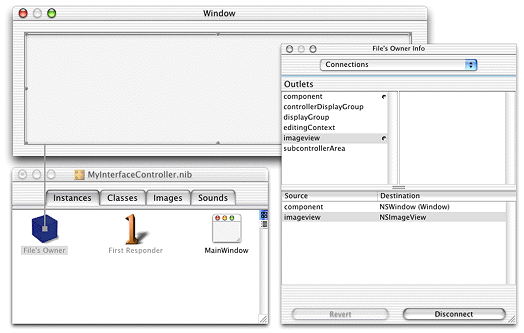 Window
File's Owner Info
Connections
Outlets
component
controllerDisplayGroup
displayGroup
editingContext
imageview
subcontrollerArea
Source Destination
component NSWindow (Window)
imageview NSImageView
Revert Disconnect
MyInterfaceController.nib
Instances Classes Images Sounds
File's Owner First Responder MainWindow